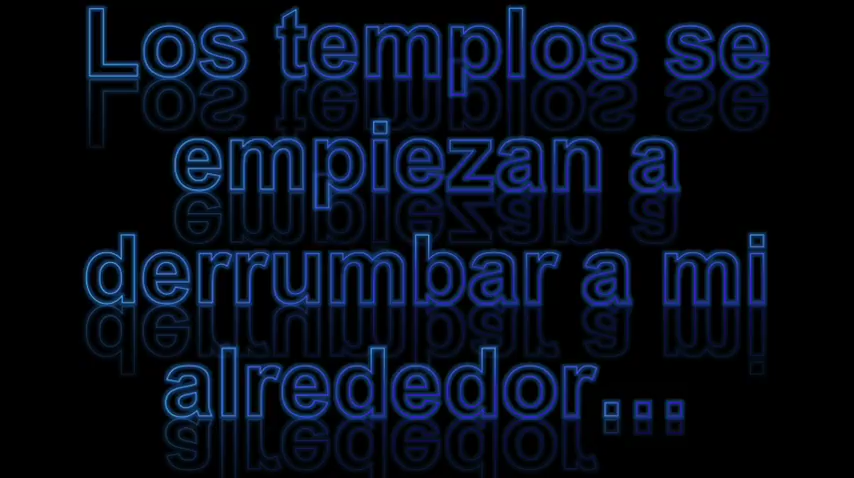 Los templos se
empiezan a
derrumbar a mi
alrededor...